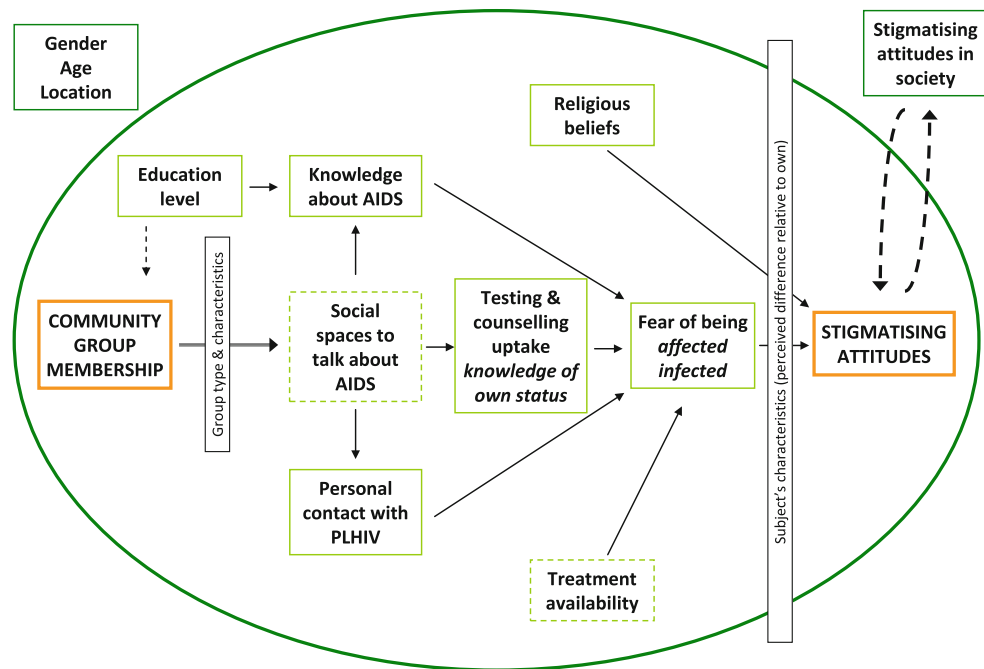 Gender
Age
Location
Stigmatising
attitudes in
society
Religious
beliefs
Education
level
Knowledge
about AIDS
COMMUNITY
GROUP
MEMBERSHIP
Group type & characteristics
Social
spaces to
talk about
AIDS
Testing &
counselling
uptake
knowledge of
own status
Fear of being
affected
infected
Subject's characteristics (perceived difference relative to own)
STIGMATISING
ATTITUDES
Personal
contact with
PLHIV
Treatment
availability